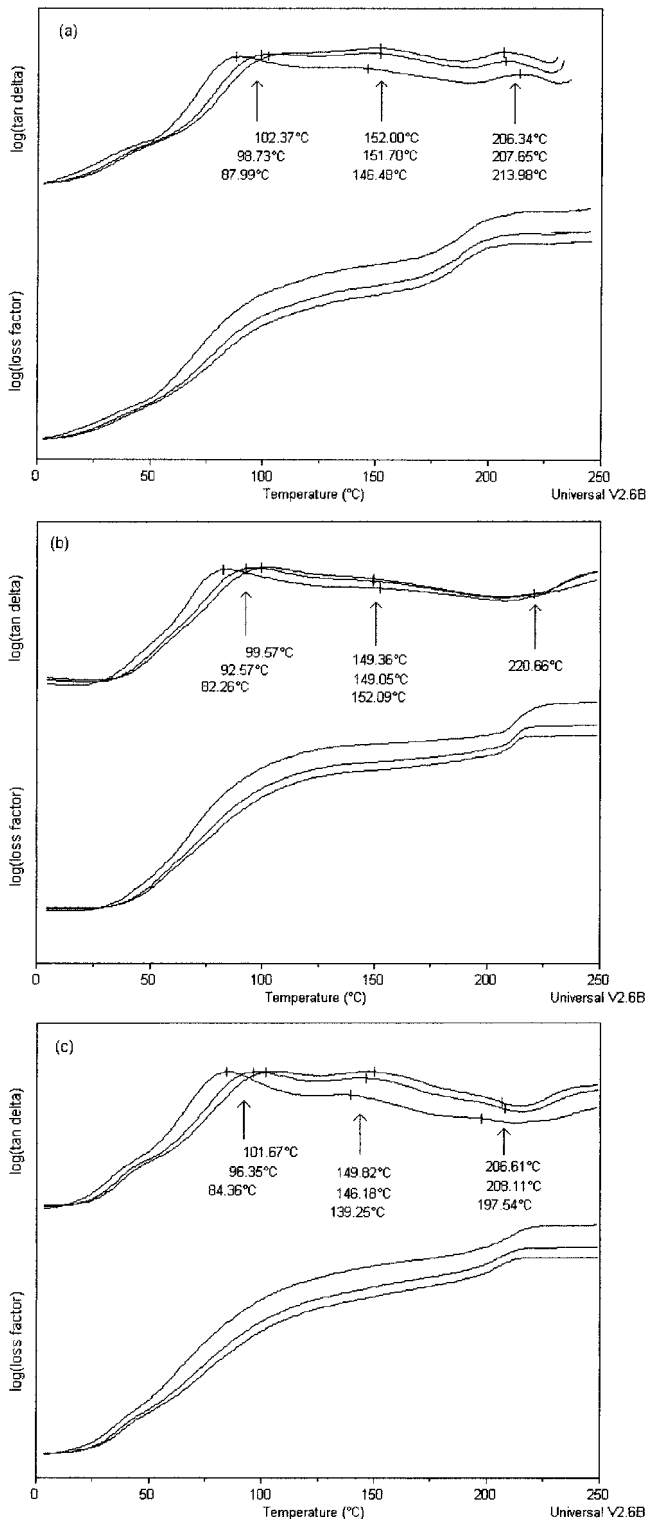 (a)
log(tan delta)
102.37°C
98.73°C
87.99°C
152.00°C
151.70°C
146.48°C
206.34°C
207.65°C
213.98°C
log(loss factor)
0 50 100 150 200 250
Temperature (°C)
Universal V2.6B
(b)
log(tan delta)
99.57°C
92.57°C
82.26°C
149.36°C
149.05°C
152.09°C
220.66°C
log(loss factor)
0 50 100 150 200 250
Temperature (°C)
Universal V2.6B
(c)
log(tan delta)
101.67°C
96.35°C
84.36°C
149.82°C
146.18°C
139.25°C
206.61°C
208.11°C
197.54°C
log(loss factor)
0 50 100 150 200 250
Temperature (°C)
Universal V2.6B